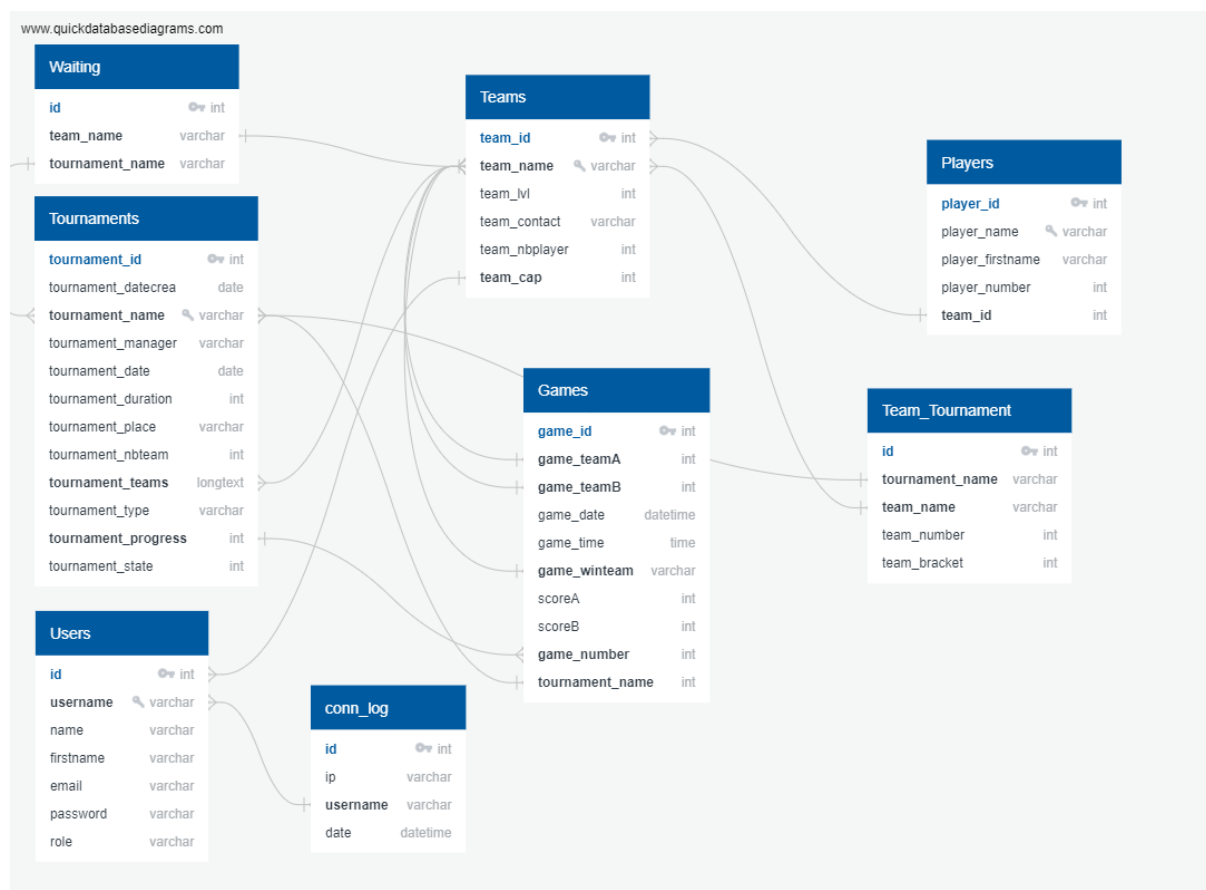 www.quickdatabasediagrams.com
Waiting
id int
team_name varchar
tournament_name varchar
Tournaments
tournament_id int
tournament_datecrea date
tournament_name varchar
tournament_manager varchar
tournament_date date
tournament_duration int
tournament_place varchar
tournament_nbteam int
tournament_teams longtext
tournament_type varchar
tournament_progress int
tournament_state int
Users
id int
username varchar
name varchar
firstname varchar
email varchar
password varchar
role varchar
conn_log
id int
ip varchar
username varchar
date datetime
Teams
team_id int
team_name varchar
team_lvl int
team_contact varchar
team_nbplayer int
team_cap int
Games
game_id int
game_teamA int
game_teamB int
game_date datetime
game_time time
game_winteam varchar
scoreA int
scoreB int
game_number int
tournament_name int
Players
player_id int
player_name varchar
player_firstname varchar
player_number int
team_id int
Team_Tournament
id int
tournament_name varchar
team_name varchar
team_number int
team_bracket int